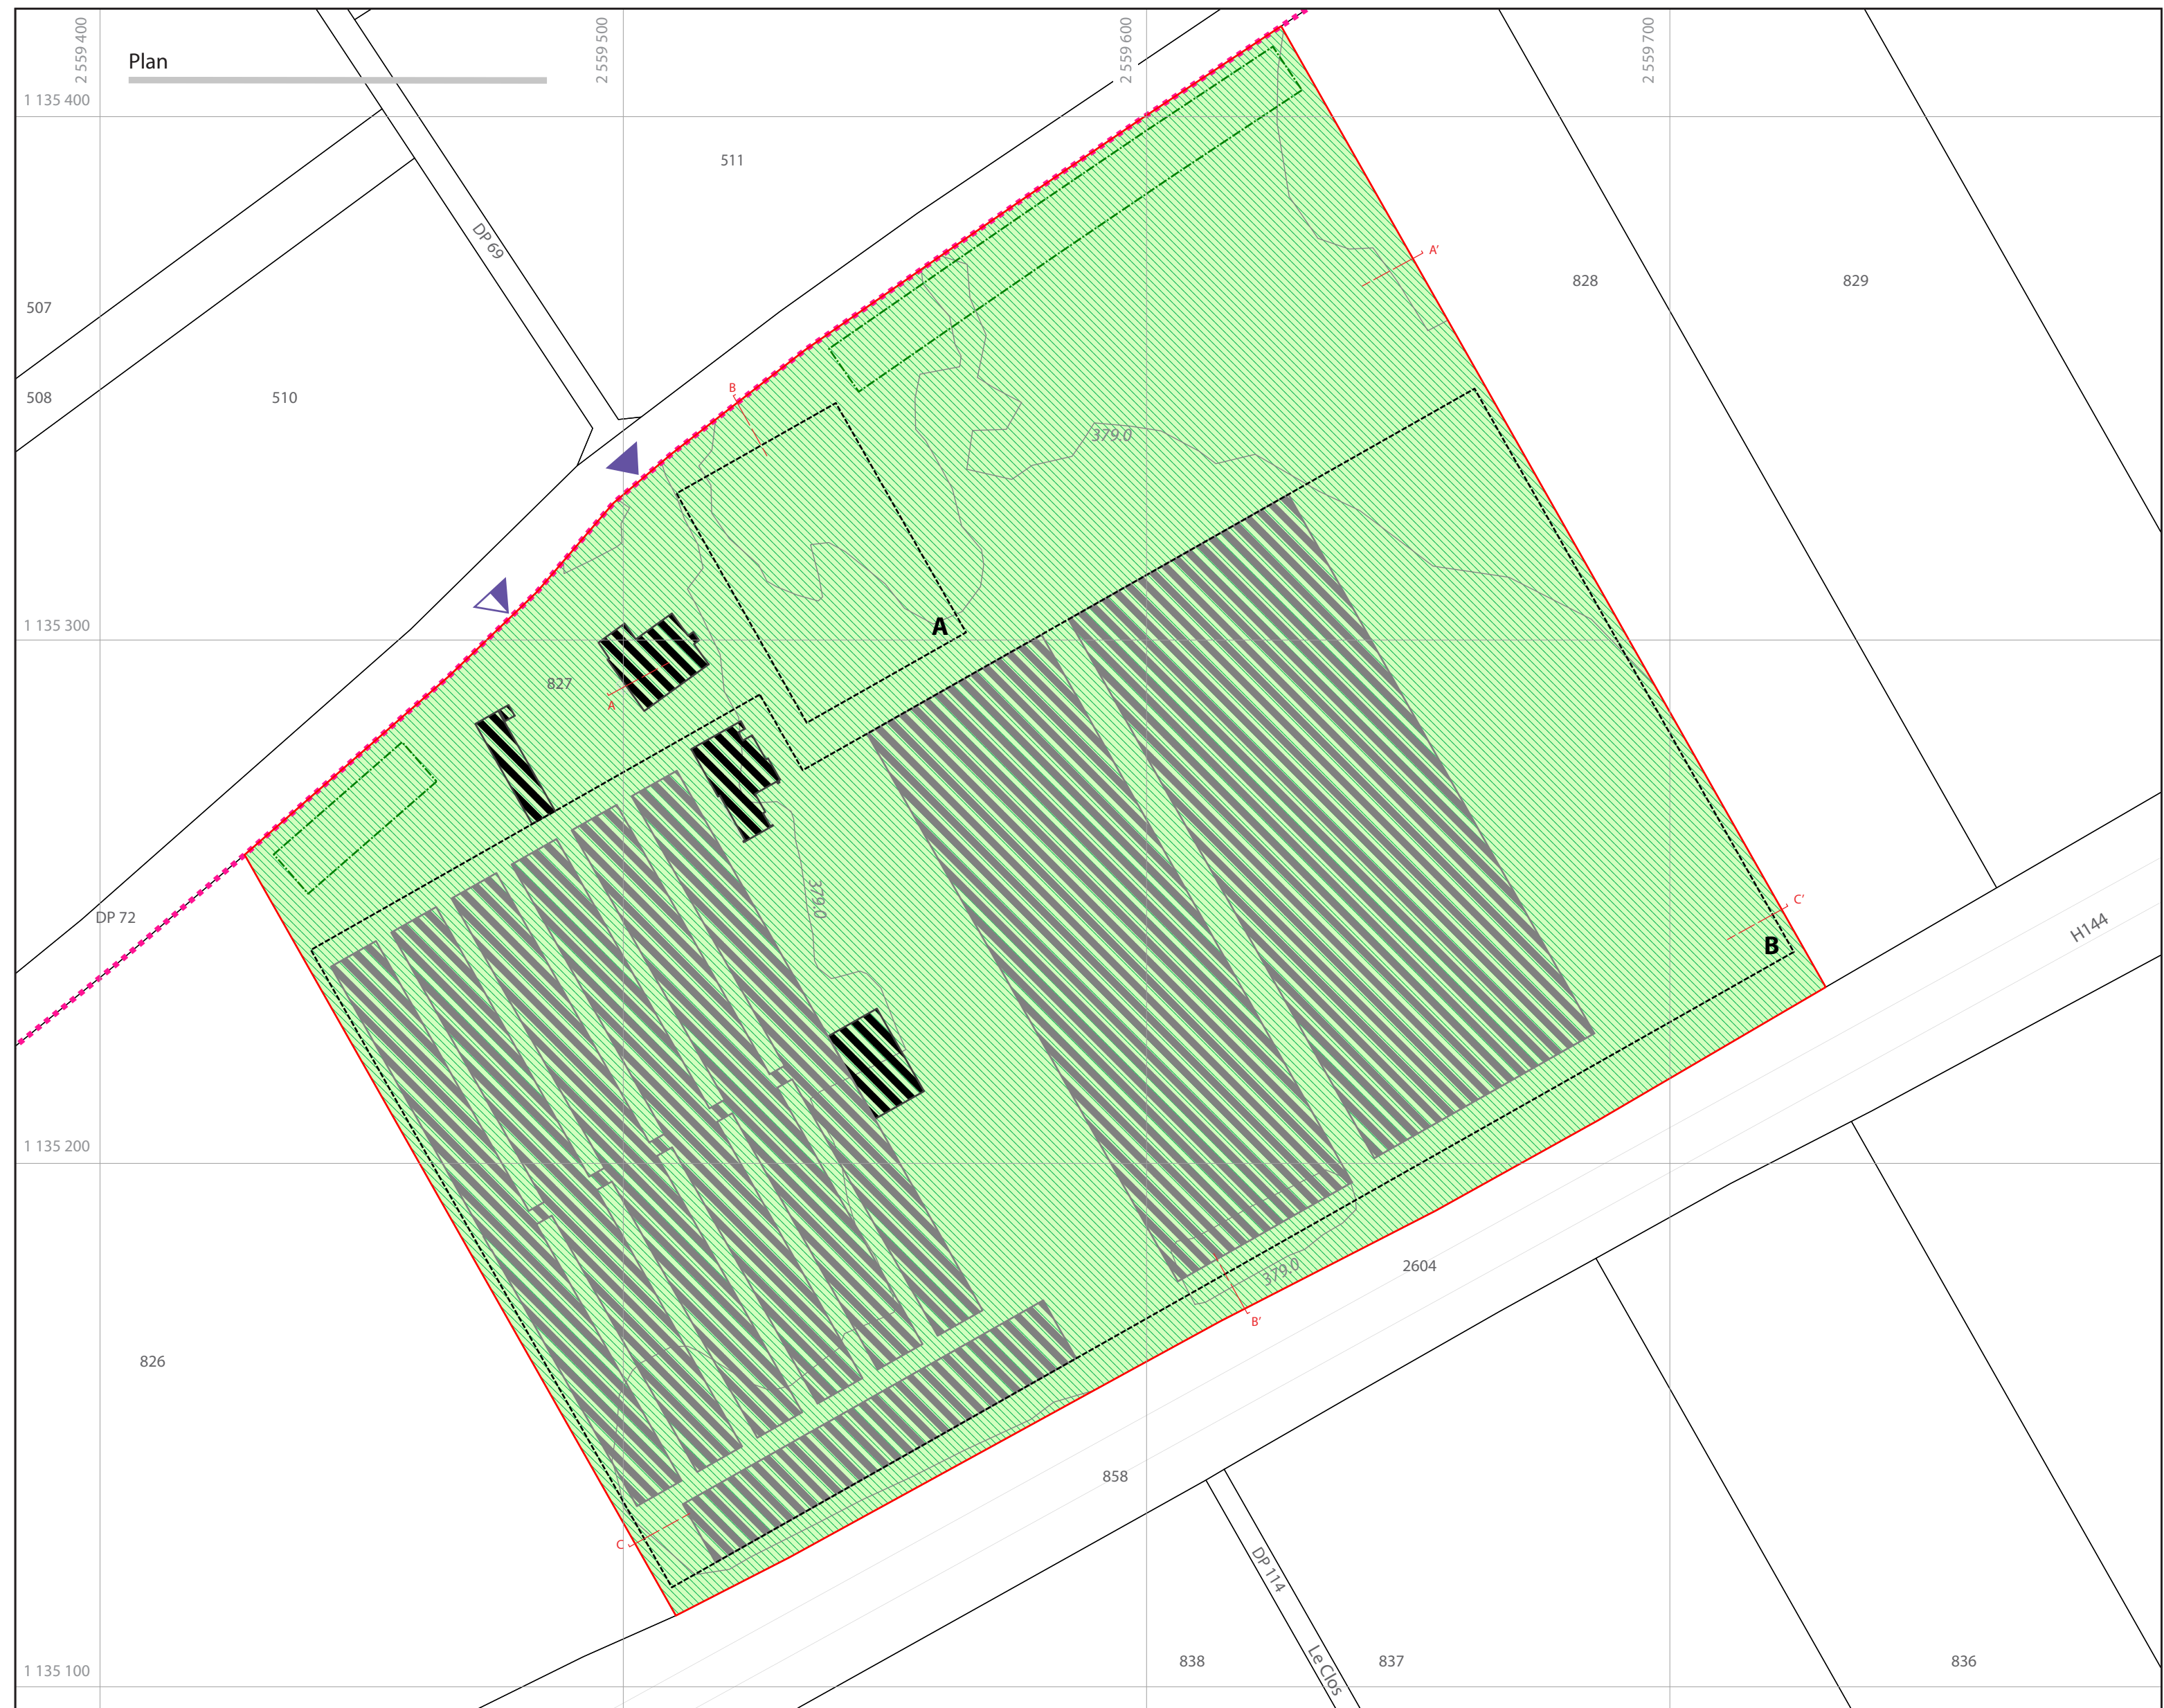 2 559 400
2 559 500
2 559 600
2 559 700
Plan
1 135 400
511
DP 69
A'
828
829
507
B
508
510
379.0
1 135 300
A
827
A
379.0
C'
DP 72
B
H144
1 135 200
2604
379.0
B'
826
858
C
DP 114
1 135 100
838
Le Clos
837
836